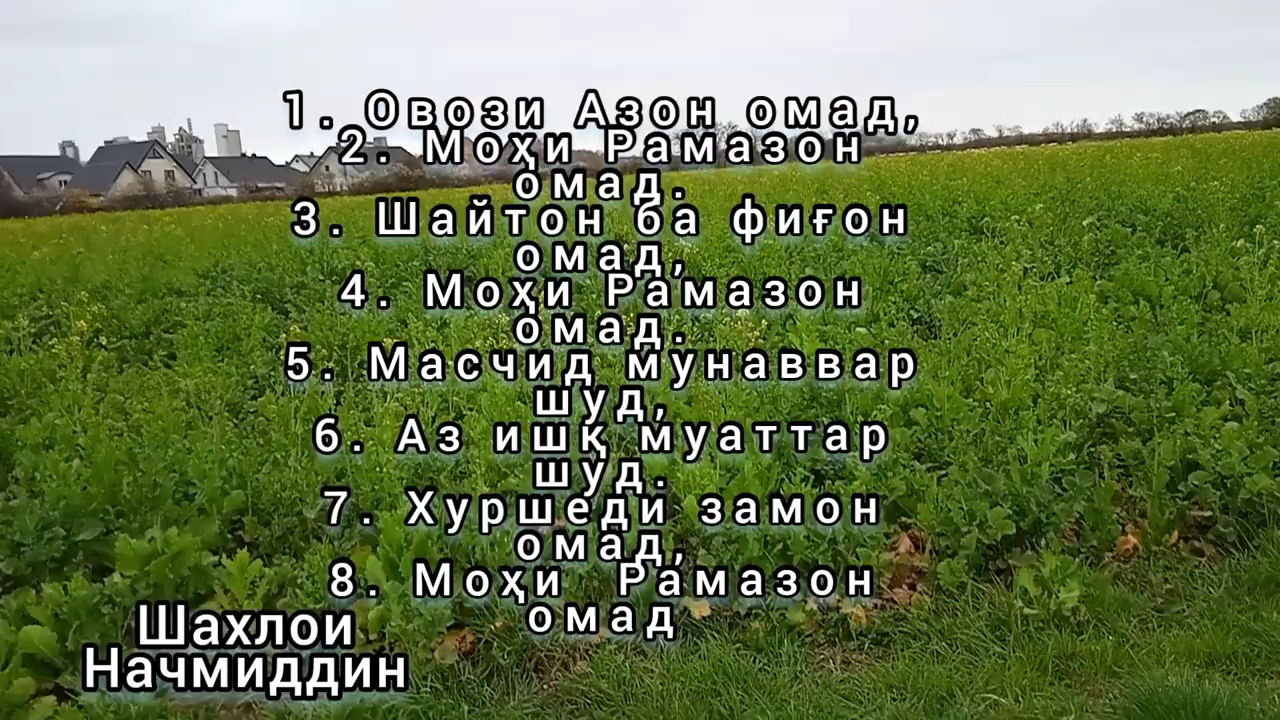 1. Овози Азон омад,
2. Моҳи Рамазон
омад.
3. Шайтон ба фиғон
омад,
4. Моҳи Рамазон
омад.
5. Масчид мунаввар
шуд,
6. Аз ишқ муаттар
шуд.
7. Хуршеди замон
омад,
8. Моҳи Рамазон
омад
Шахлои
Начмиддин